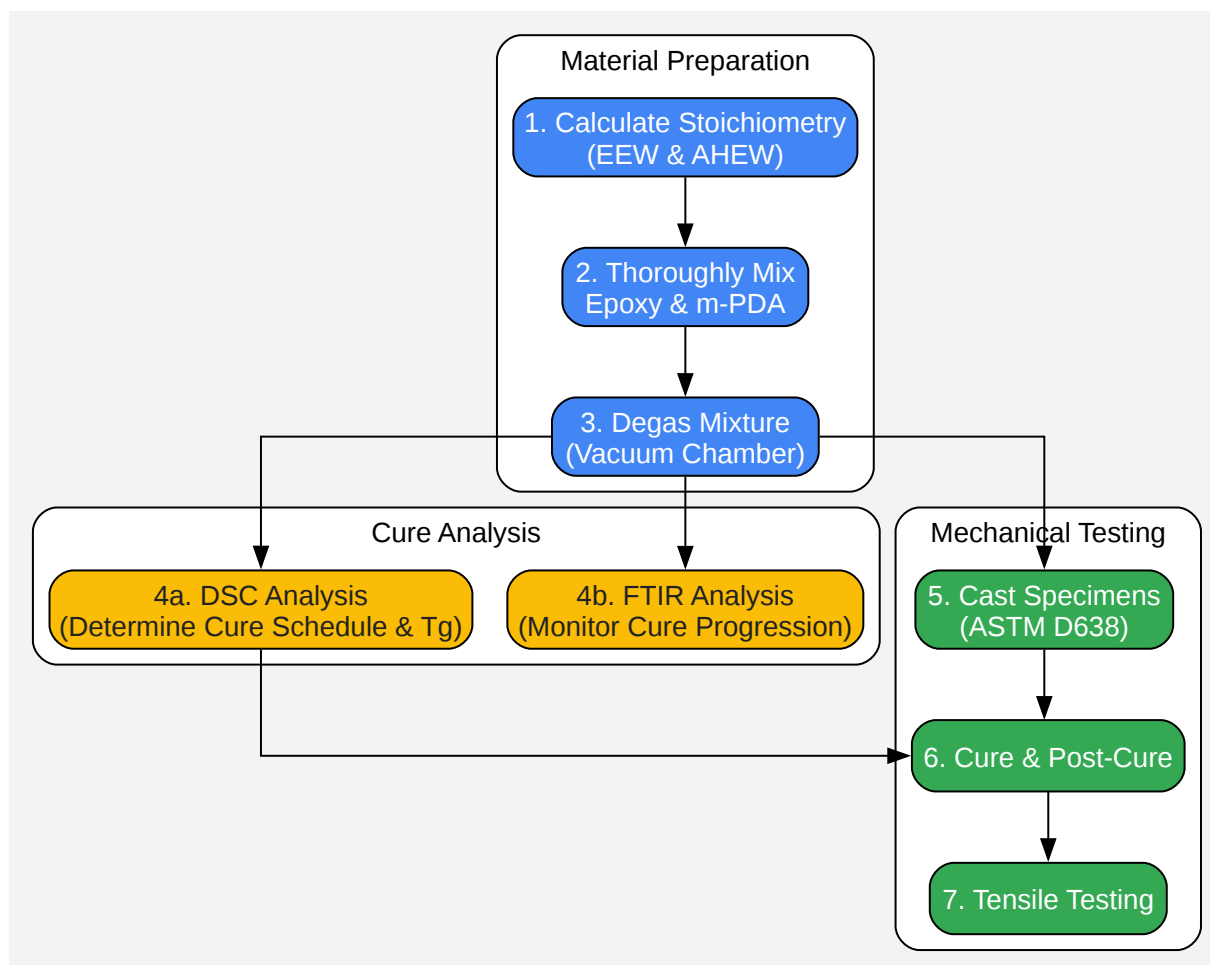 Material Preparation
1. Calculate Stoichiometry
(EEW & AHEW)
2. Thoroughly Mix
Epoxy & m-PDA
3. Degas Mixture
(Vacuum Chamber)
Cure Analysis
4a. DSC Analysis
(Determine Cure Schedule & Tg)
4b. FTIR Analysis
(Monitor Cure Progression)
Mechanical Testing
5. Cast Specimens
(ASTM D638)
6. Cure & Post-Cure
7. Tensile Testing